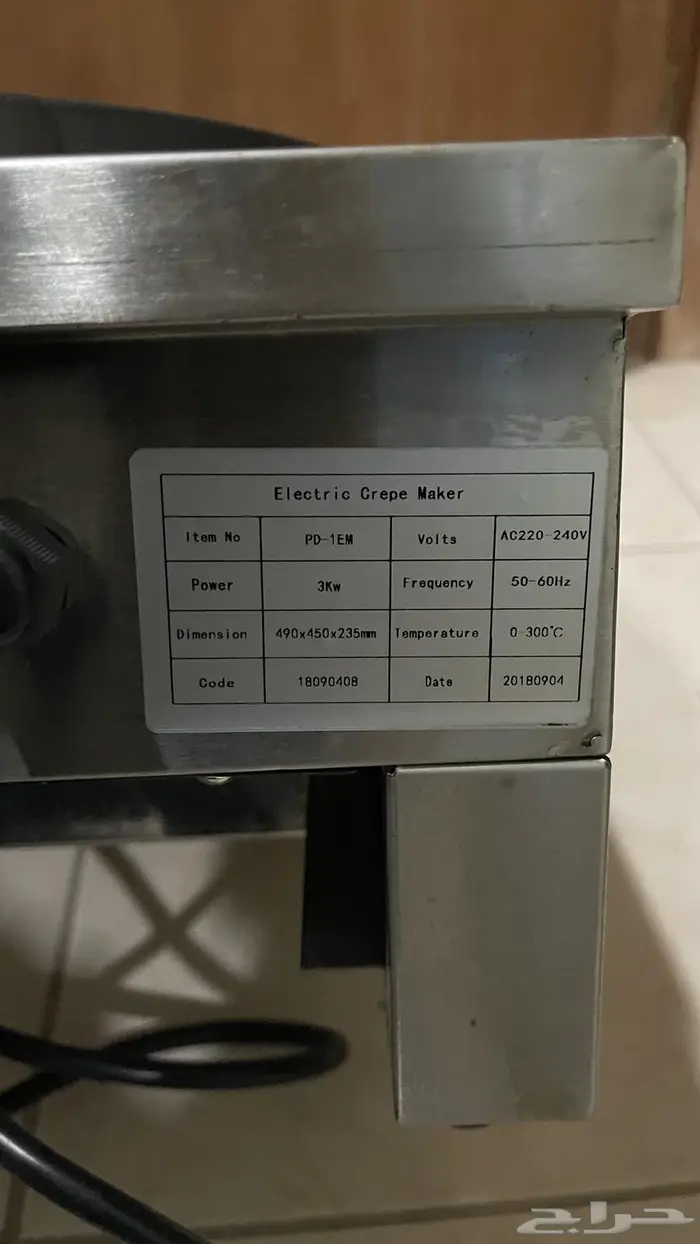 Electric Crepe Maker
Item No PD-1EM Volts AC220-240V
Power 3Kw Frequency 50-60Hz
Dimension 490x450x235mm Temperature 0-300°C
Code 18090408 Date 20180904
حراج